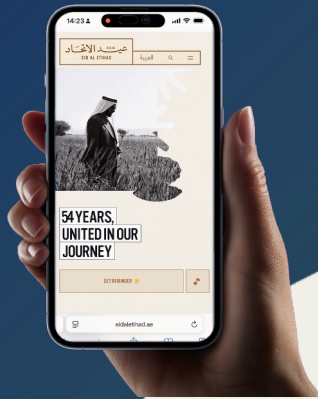 14:23
عيد الاتحاد
EID AL ETIHAD
العربية
54 YEARS,
UNITED IN OUR
JOURNEY
SET REMINDER
eidaletihad.ae